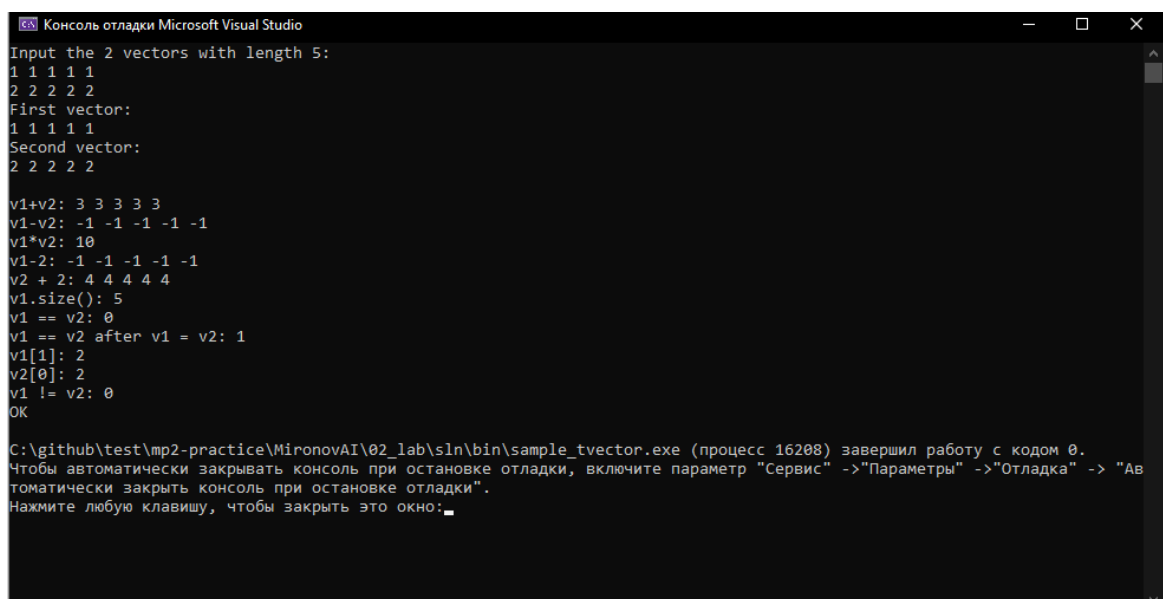 Консоль отладки Microsoft Visual Studio
Input the 2 vectors with length 5:
1 1 1 1 1
2 2 2 2 2
First vector:
1 1 1 1 1
Second vector:
2 2 2 2 2
v1+v2: 3 3 3 3 3
v1-v2: -1 -1 -1 -1 -1
v1*v2: 10
v1-2: -1 -1 -1 -1 -1
v2 + 2: 4 4 4 4 4
v1.size(): 5
v1 == v2: 0
v1 == v2 after v1 = v2: 1
v1[1]: 2
v2[0]: 2
v1 != v2: 0
OK
C:\github\test\mp2-practice\MironovAI\02_lab\sln\bin\sample_tvector.exe (процесс 16208) завершил работу с кодом 0.
Чтобы автоматически закрывать консоль при остановке отладки, включите параметр "Сервис" ->"Параметры" ->"Отладка" -> "Ав
томатически закрыть консоль при остановке отладки".
Нажмите любую клавишу, чтобы закрыть это окно: